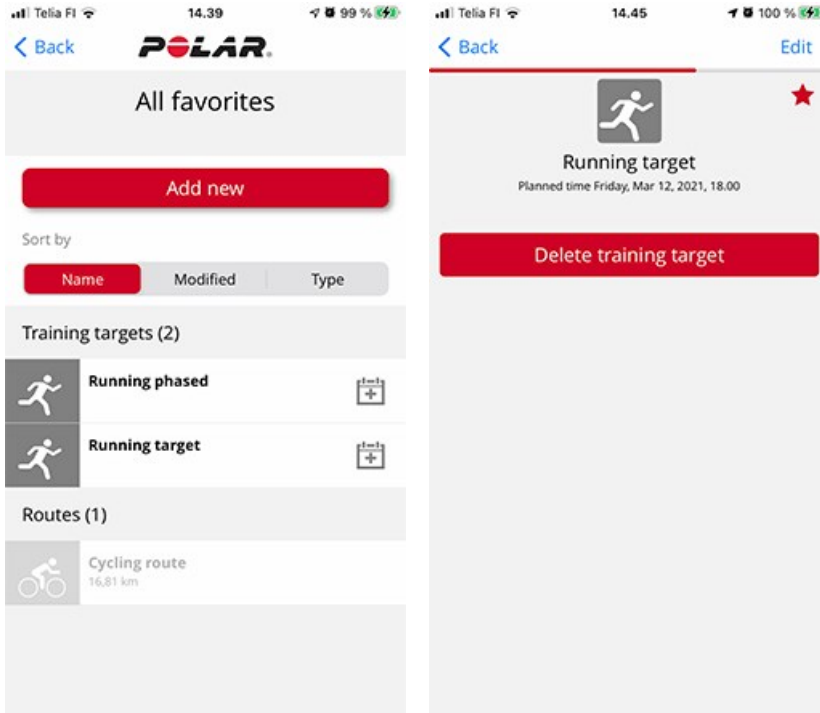 Telia FI 14.39 99 %
Back POLAR
All favorites
Add new
Sort by
Name Modified Type
Training targets (2)
Running phased
Running target
Routes (1)
Cycling route
16,81 km
Telia FI 14.45 100 %
Back Edit
Running target
Planned time Friday, Mar 12, 2021, 18.00
Delete training target